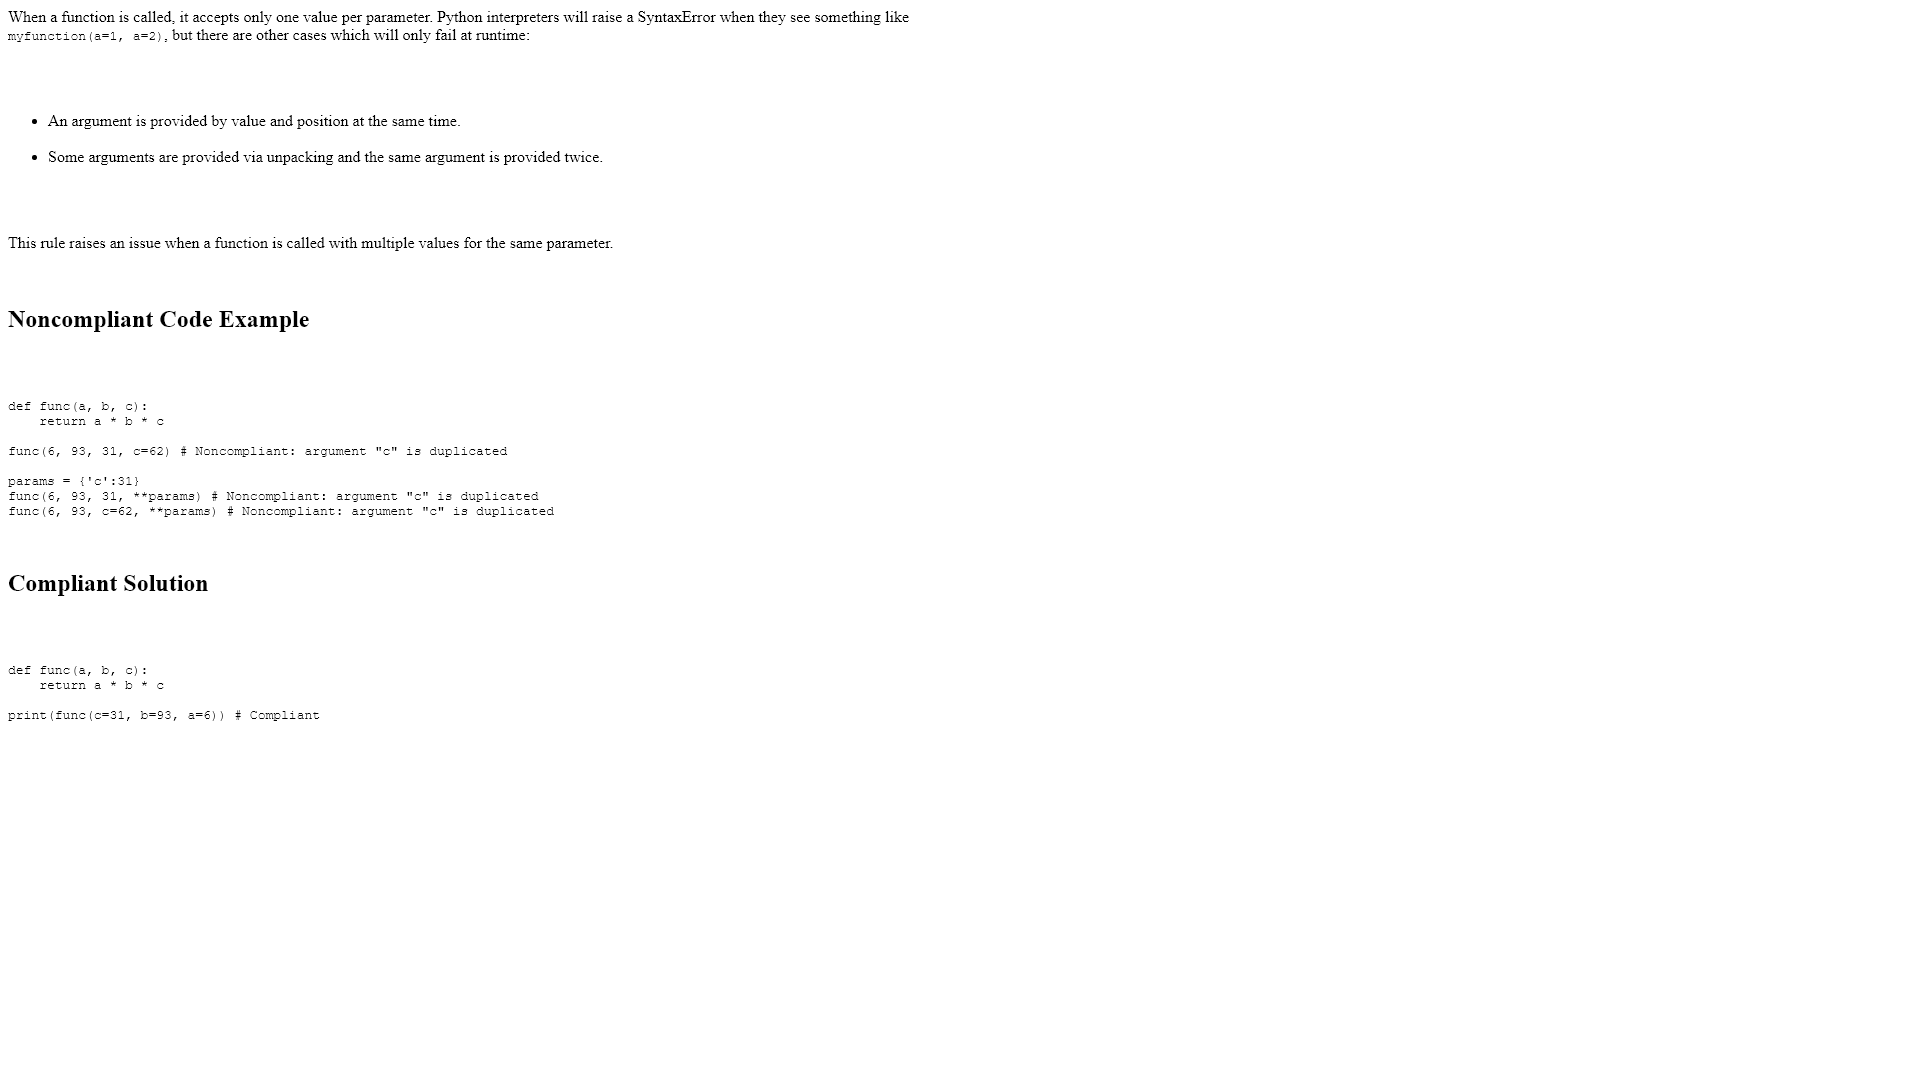 When a function is called, it accepts only one value per parameter. Python interpreters will raise a SyntaxError when they see something like
myfunction(a=1, a=2), but there are other cases which will only fail at runtime:
• An argument is provided by value and position at the same time.
• Some arguments are provided via unpacking and the same argument is provided twice.
This rule raises an issue when a function is called with multiple values for the same parameter.
Noncompliant Code Example
def func(a, b, c):
    return a * b * c
func(6, 93, 31, c=62) # Noncompliant: argument "c" is duplicated
params = {'c':31}
func(6, 93, 31, **params) # Noncompliant: argument "c" is duplicated
func(6, 93, c=62, **params) # Noncompliant: argument "c" is duplicated
Compliant Solution
def func(a, b, c):
    return a * b * c
print(func(c=31, b=93, a=6)) # Compliant